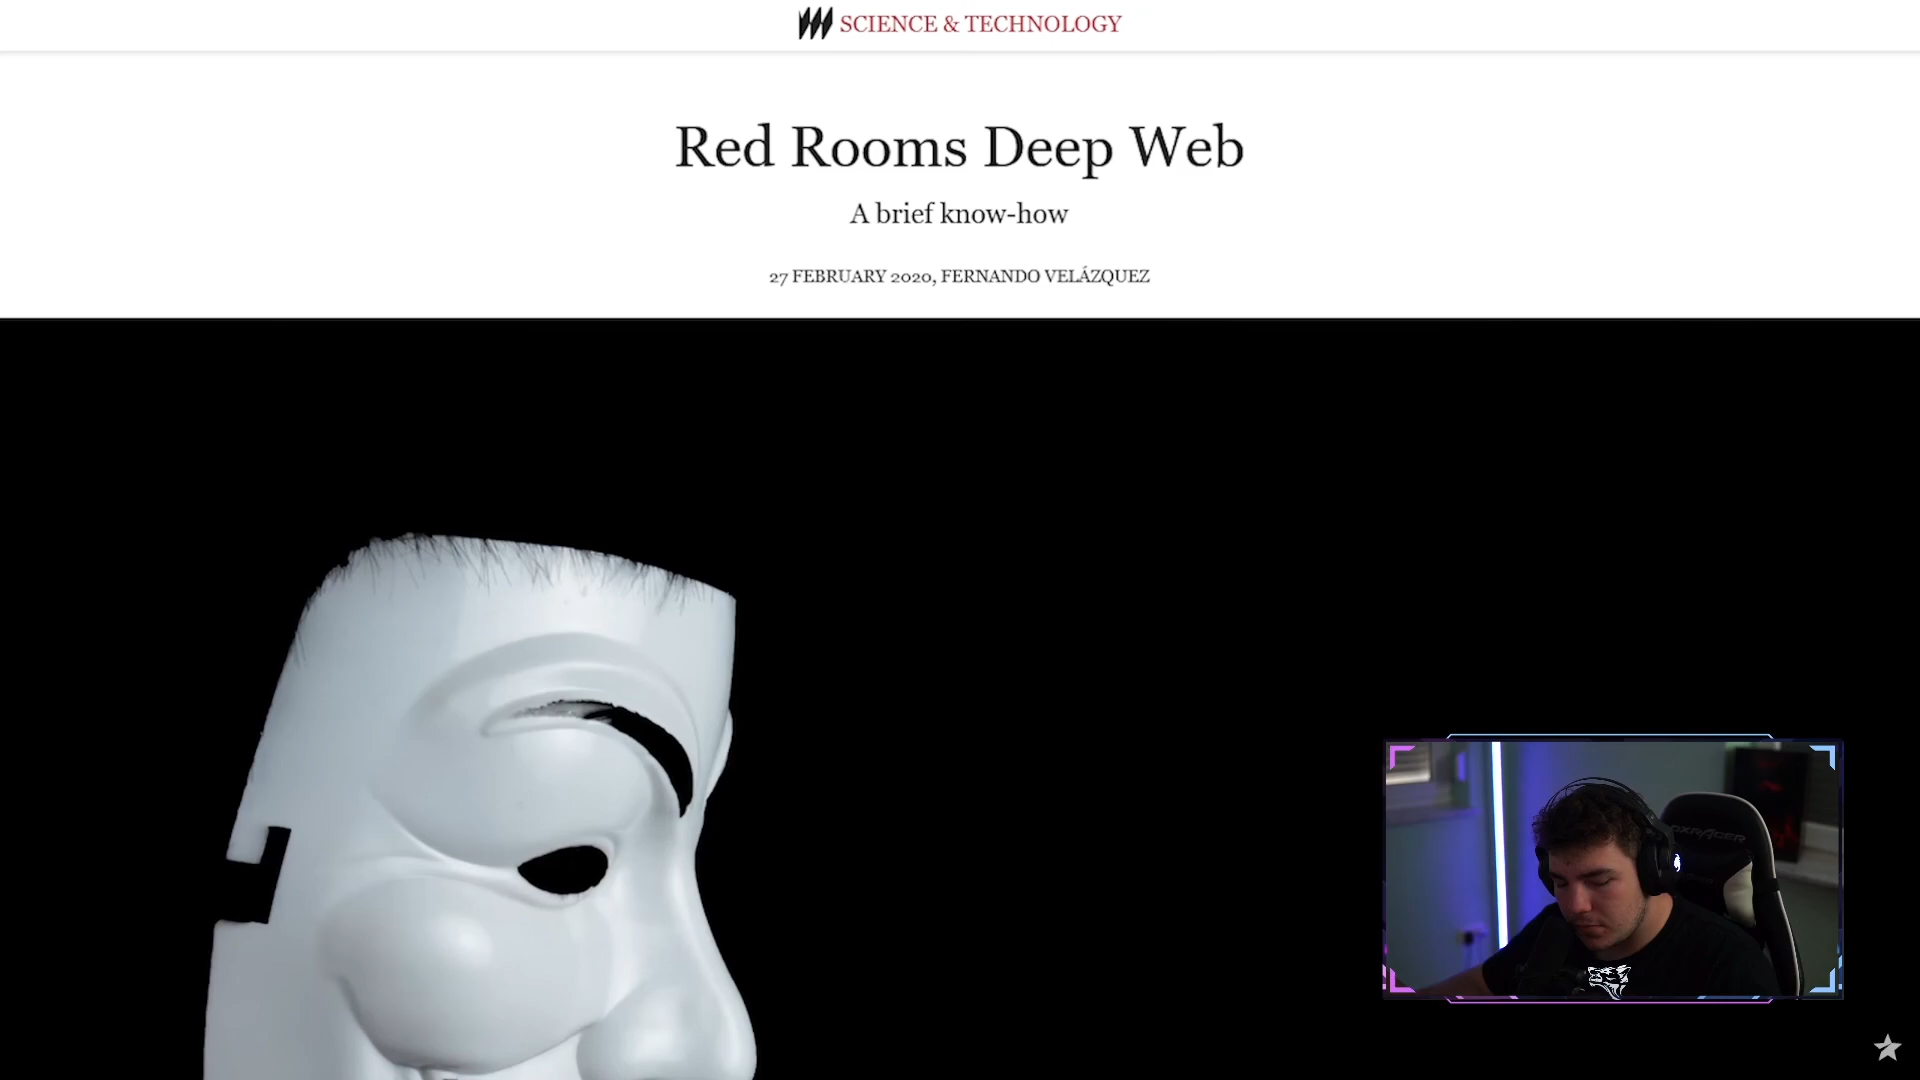 SCIENCE & TECHNOLOGY
Red Rooms Deep Web
A brief know-how
27 FEBRUARY 2020, FERNANDO VELÁZQUEZ